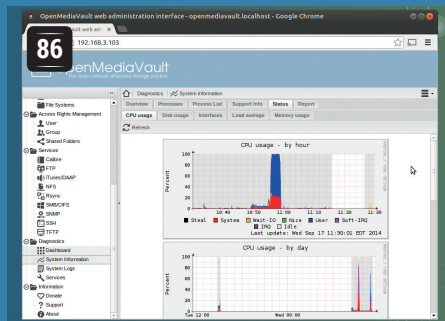 OpenMediaVault web administration interface - openmediavault.localhost - Google Chrome
86
192.168.3.103
penMediaVault
The open network attached storage solution
Diagnostics
System Information
File Systems
Access Rights Management
User
Group
Shared Folders
Services
Calibre
FTP
iTunes/DAAP
NFS
Rsync
SMB/CIFS
SNMP
SSH
TFTP
Diagnostics
Dashboard
System Information
System Logs
Services
Information
Donate
Support
About
Overview Processes Process List Support Info Status Report
CPU usage Disk usage Interfaces Load average Memory usage
Refresh
CPU usage - by hour
Percent
100
80
60
40
20
0
10:40 10:50 11:00 11:10 11:20 11:30
Steal System Wait-IO Nice User Soft-IRQ
IRQ Idle
Last update: Wed Sep 17 11:30:01 EDT 2014
CPU usage - by day
Percent
100
80
60
40
20
0
Tue 12:00 Wed 00:00